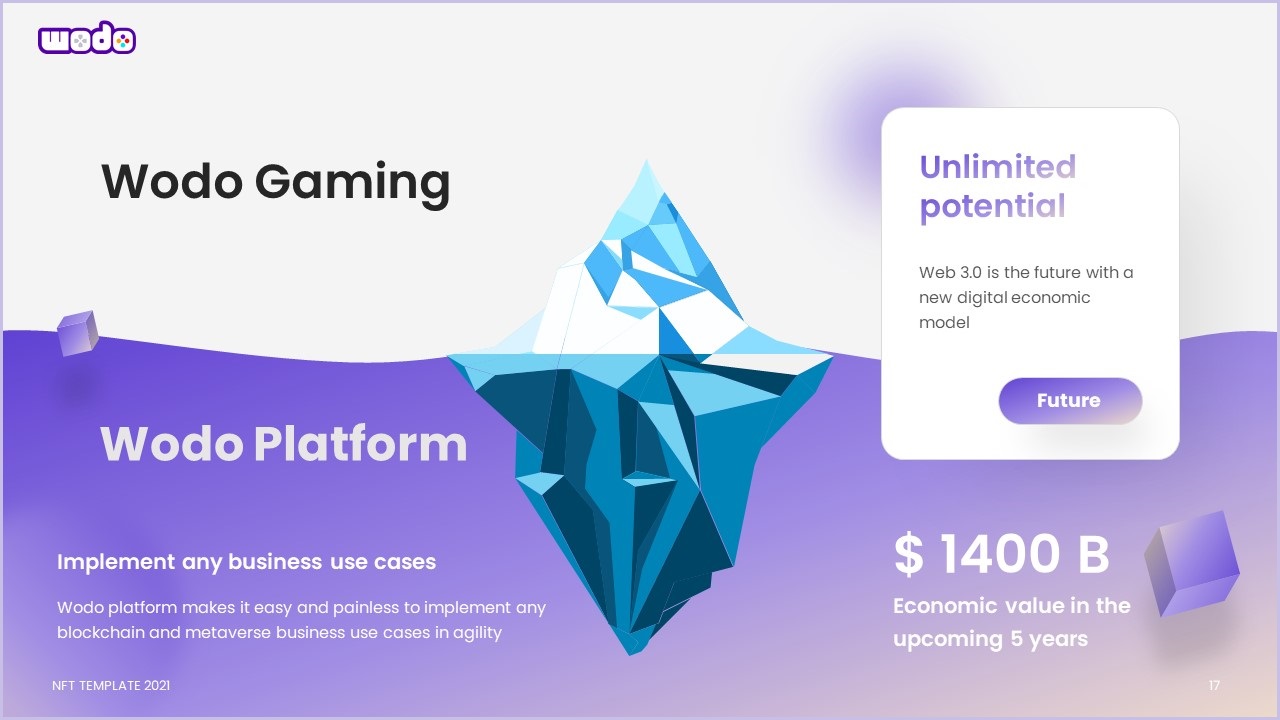 wodo
Wodo Gaming
Unlimited
potential
Web 3.0 is the future with a
new digital economic
model
Future
Wodo Platform
Implement any business use cases
Wodo platform makes it easy and painless to implement any
blockchain and metaverse business use cases in agility
$ 1400 B
Economic value in the
upcoming 5 years
NFT TEMPLATE 2021
17